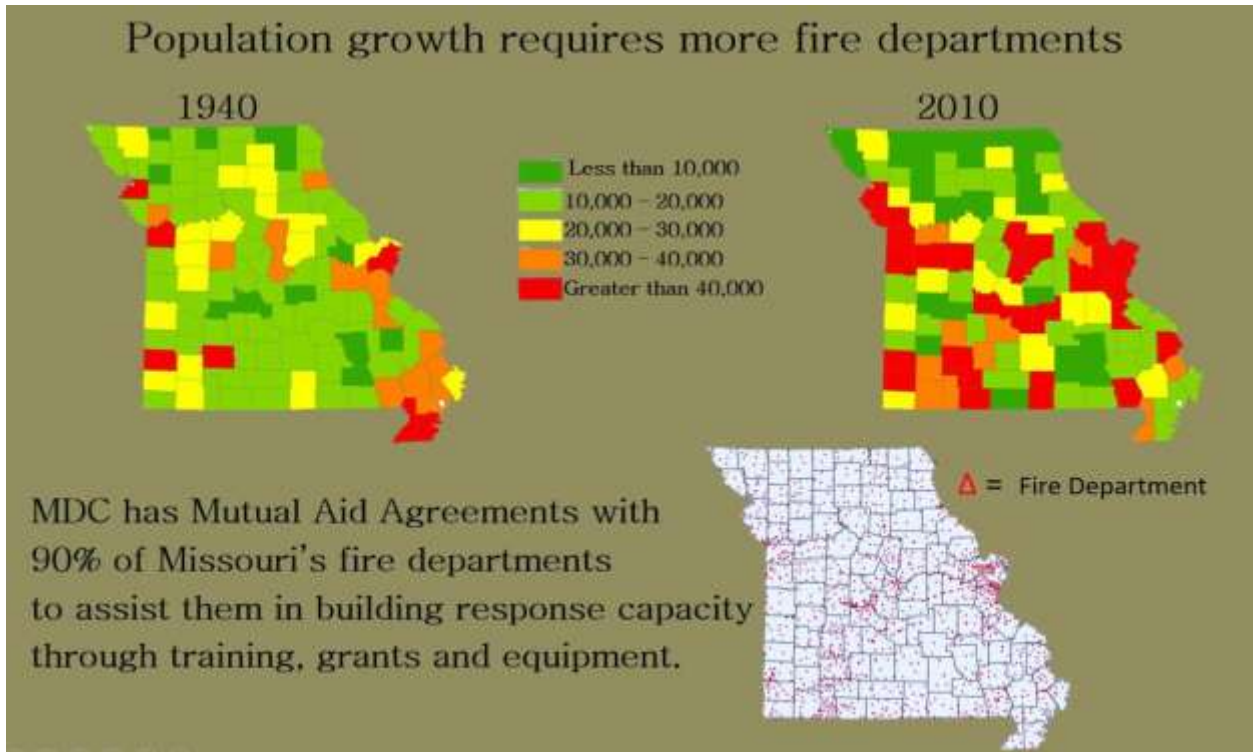 Population growth requires more fire departments
1940
2010
Less than 10,000
10,000 – 20,000
20,000 – 30,000
30,000 – 40,000
Greater than 40,000
Δ = Fire Department
MDC has Mutual Aid Agreements with
90% of Missouri's fire departments
to assist them in building response capacity
through training, grants and equipment.